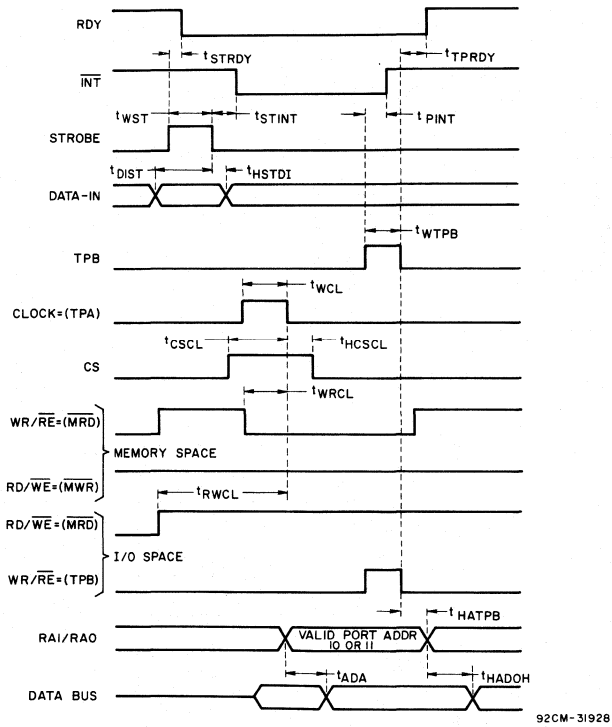 RDY
tSTRDY
tTPRDY
INT
tWST
tSTINT
tPINT
STROBE
tDIST
tHSTDI
DATA-IN
tWTPB
TPB
tWCL
CLOCK=(TPA)
tCSCL
tHCSCL
CS
tWRCL
WR/RE=(MRD)
MEMORY SPACE
RD/WE=(MWR)
tRWCL
RD/WE=(MRD)
I/O SPACE
WR/RE=(TPB)
tHATPB
RA1/RA0
VALID PORT ADDR
10 OR 11
tADA
tHADOH
DATA BUS
92CM-31928